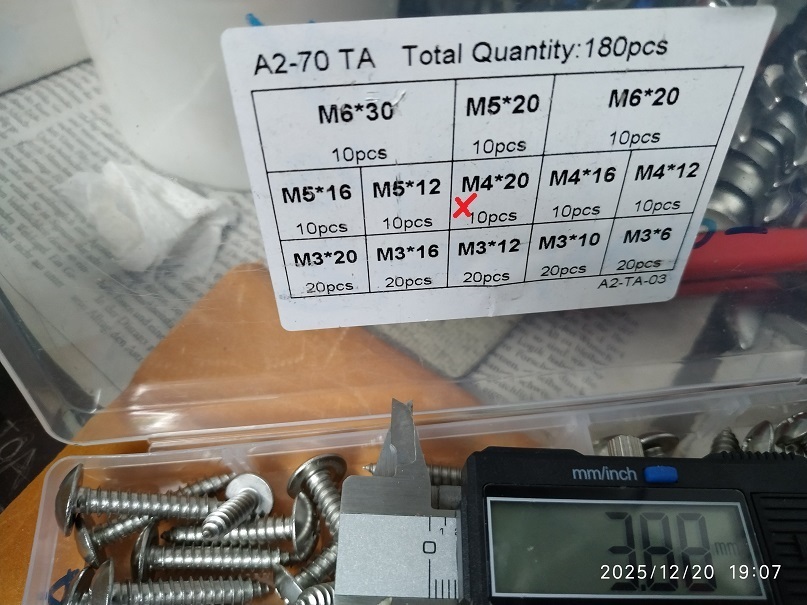 A2-70 TA Total Quantity:180pcs
M6*30 M5*20 M6*20
10pcs 10pcs 10pcs
M5*16 M5*12 M4*20 M4*16 M4*12
10pcs 10pcs 10pcs 10pcs 10pcs
M3*20 M3*16 M3*12 M3*10 M3*6
20pcs 20pcs 20pcs 20pcs 20pcs
A2-TA-03
mm/inch
3.88 mm
0 1
2025/12/20 19:07